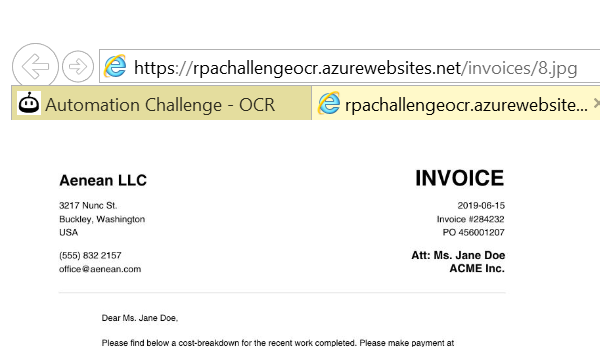 https://rpachallengeocr.azurewebsites.net/invoices/8.jpg
Automation Challenge - OCR
rpachallengeocr.azurewebsite...
Aenean LLC
INVOICE
3217 Nunc St.
Buckley, Washington
USA
2019-06-15
Invoice #284232
PO 456001207
(555) 832 2157
office@aenean.com
Att: Ms. Jane Doe
ACME Inc.
Dear Ms. Jane Doe,
Please find below a cost-breakdown for the recent work completed. Please make payment at